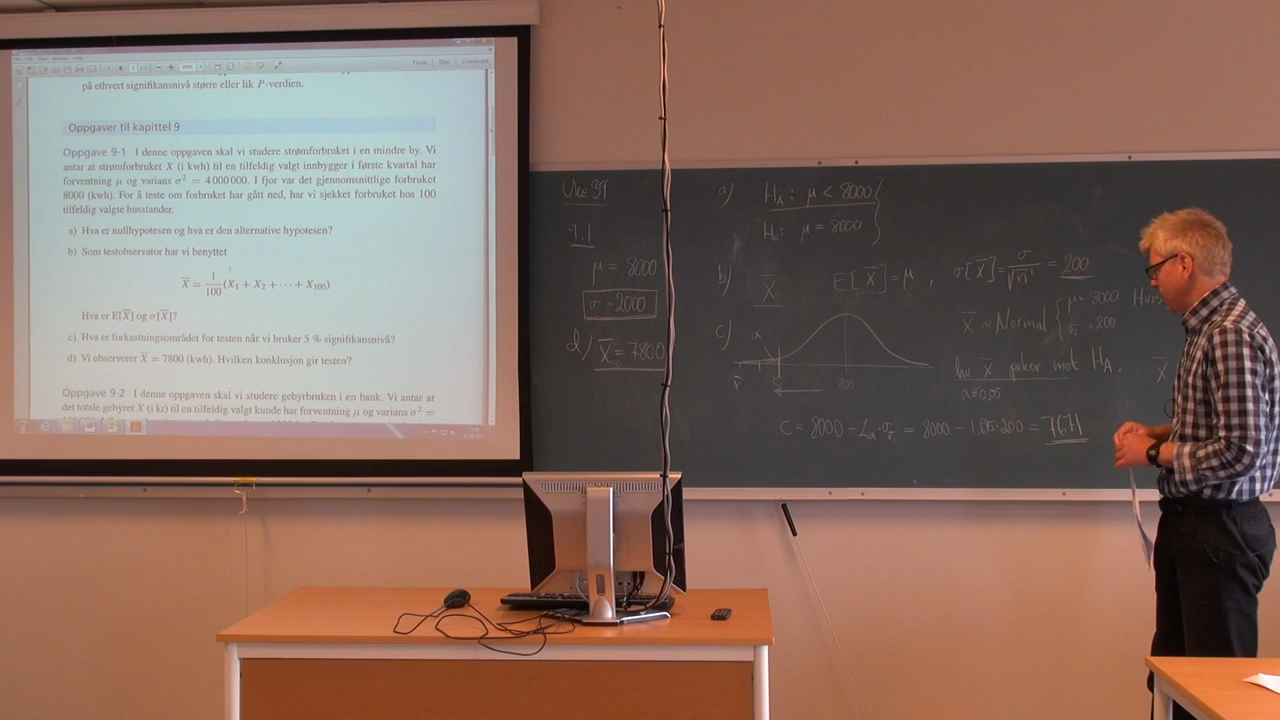 på ethvert signifikansnivå større eller lik P-verdien.
Oppgaver til kapittel 9
Oppgave 9-1 I denne oppgaven skal vi studere strømforbruket i en mindre by. Vi
antar at strømforbruket X (i kwh) til en tilfeldig valgt innbygger i første kvartal har
forventning μ og varians σ² = 4 000 000. I fjor var det gjennomsnittlige forbruket
8000 (kwh). For å teste om forbruket har gått ned, har vi sjekket forbruket hos 100
tilfeldig valgte husstander.
a) Hva er nullhypotesen og hva er den alternative hypotesen?
b) Som testobservator har vi benyttet
X̄ = 1/100 (X₁ + X₂ + ⋯ + X₁₀₀)
Hva er E[X̄] og σ[X̄]?
c) Hva er forkastningsområdet for testen når vi bruker 5 % signifikansnivå?
d) Vi observerer X̄ = 7800 (kwh). Hvilken konklusjon gir testen?
Oppgave 9-2 I denne oppgaven skal vi studere gebyrbruken i en bank. Vi antar at
det totale gebyret X (i kr) til en tilfeldig valgt kunde har forventning μ og varians σ² =
Uke 39
9.1
μ = 8000
σ = 2000
d) X̄ = 7800
a) H_A: μ < 8000
H₀: μ = 8000
b) X̄ E[X̄] = μ , σ[X̄] = σ/√n = 200
X̄ ~ Normal { μ = 8000
σ = 200
c) α
C
lav X̄ peker mot H_A. X̄
α = 0,05
C = 8000 − Z_α·σ = 8000 − 1.645·200 = 7671